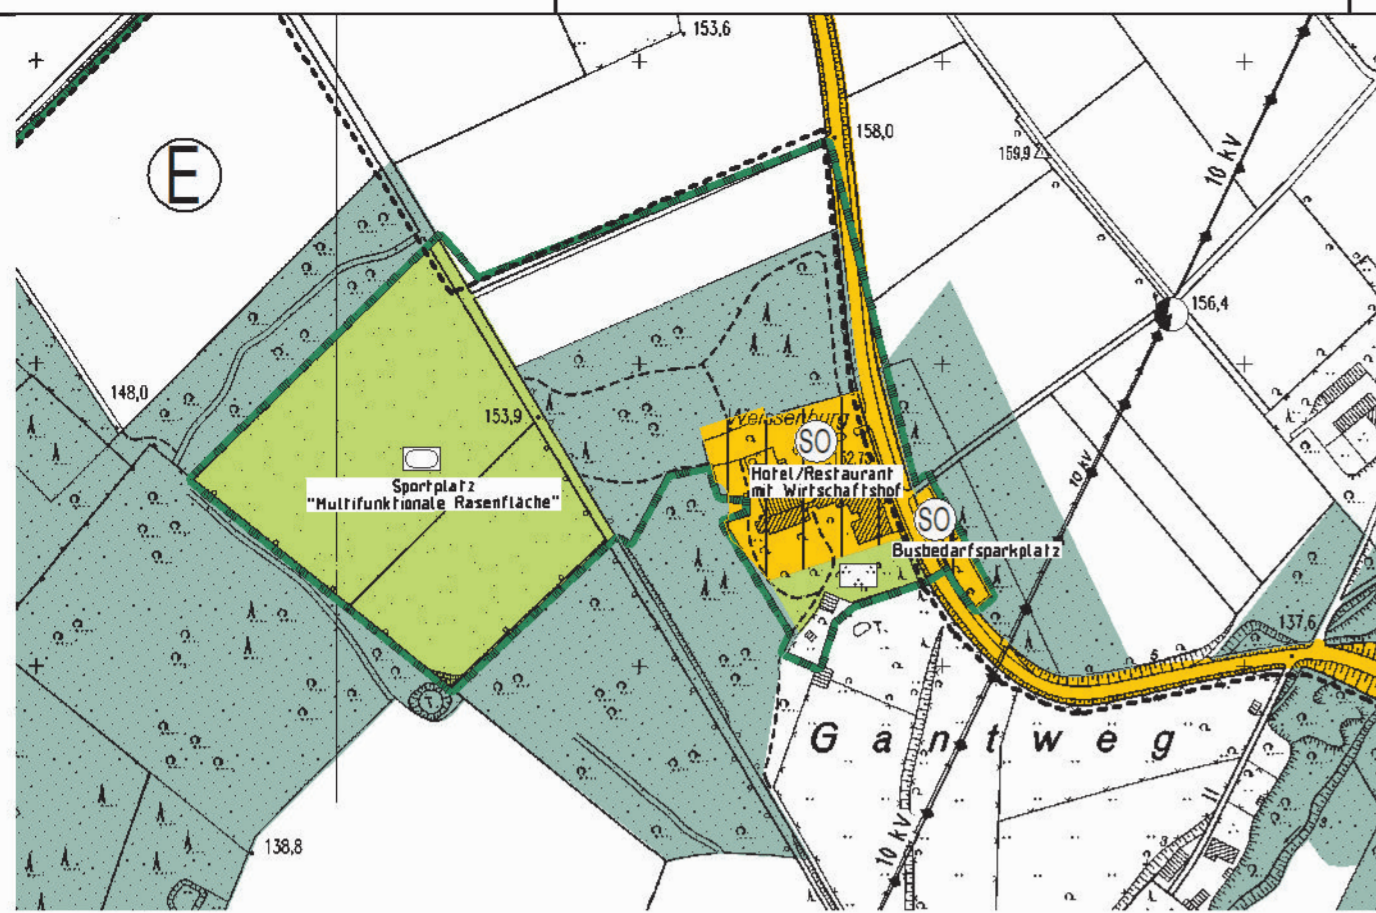 153,6
158,0
159,9
10 kV
E
156,4
148,0
153,9
SO
Hotel/Restaurant
mit Wirtschaftshof
10 kV
Sportplatz
"Multifunktionale Rasenfläche"
SO
Busbedarfsparkplatz
T.
137,6
T
Gantweg
10 kV
138,8